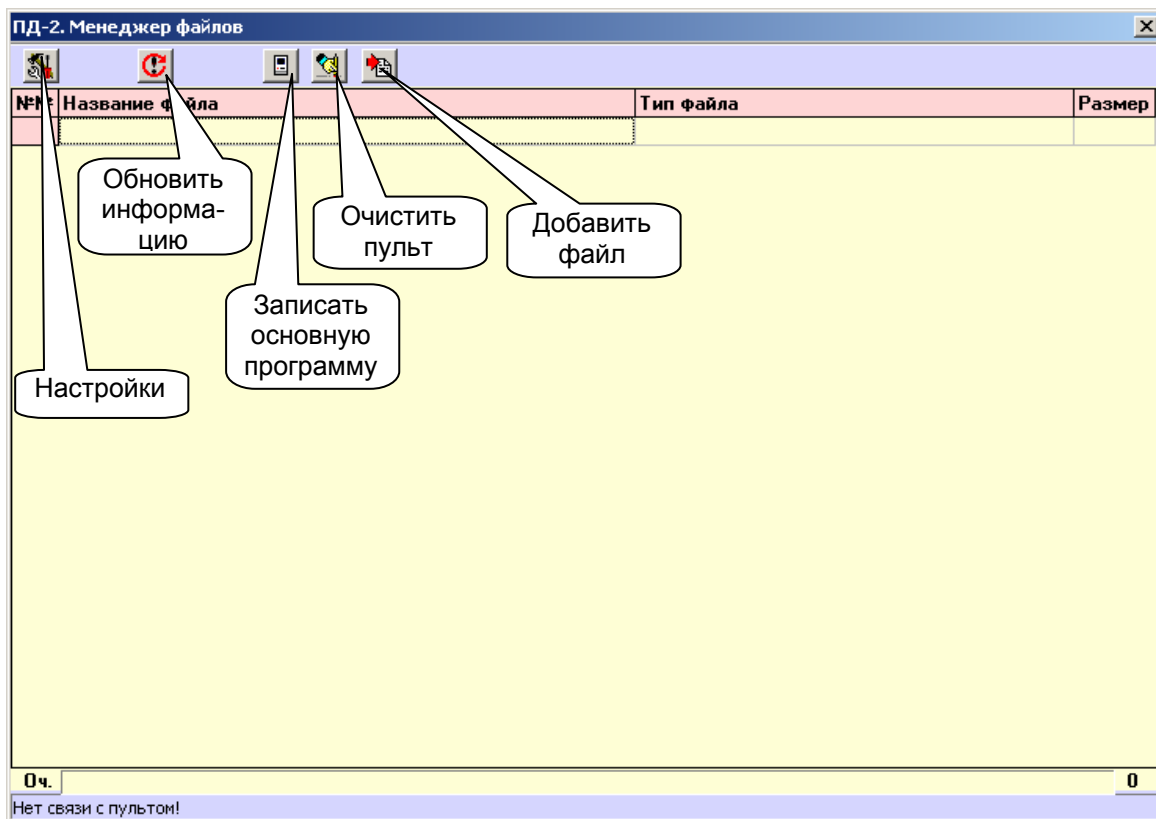 ПД-2. Менеджер файлов
№№ Название файла Тип файла Размер
Обновить
информа-
цию
Очистить
пульт
Добавить
файл
Записать
основную
программу
Настройки
Оч. 0
Нет связи с пультом!